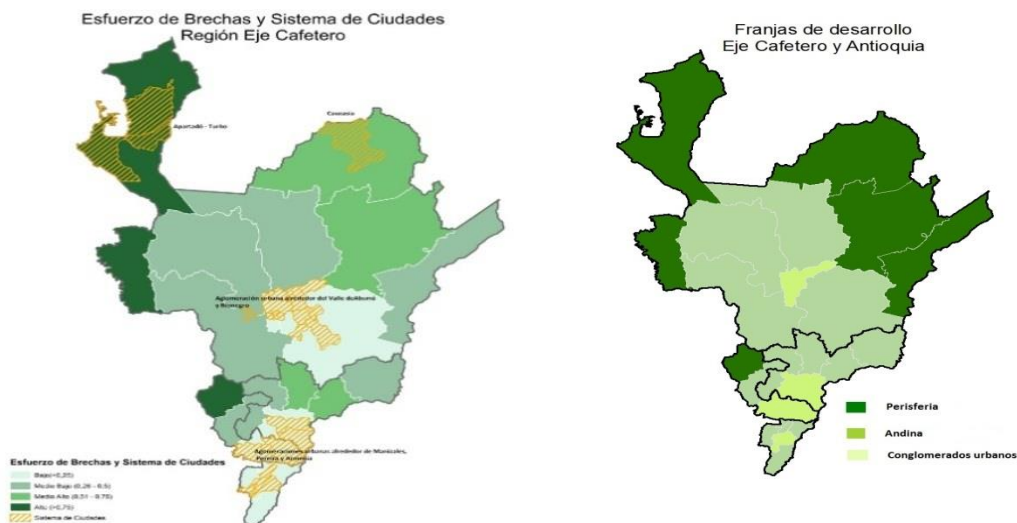 Esfuerzo de Brechas y Sistema de Ciudades
Región Eje Cafetero
Caucasia
Apartadó - Turbo
Aglomeración urbana alrededor del Valle de Aburrá
y Rionegro
Aglomeraciones urbanas alrededor de Manizales,
Pereira y Armenia
Esfuerzo de Brechas y Sistema de Ciudades
Bajo(<0,25)
Medio Bajo (0,26 - 0,5)
Medio Alto (0,51 - 0,75)
Alto (>0,75)
Sistema de Ciudades
Franjas de desarrollo
Eje Cafetero y Antioquia
Perisferia
Andina
Conglomerados urbanos